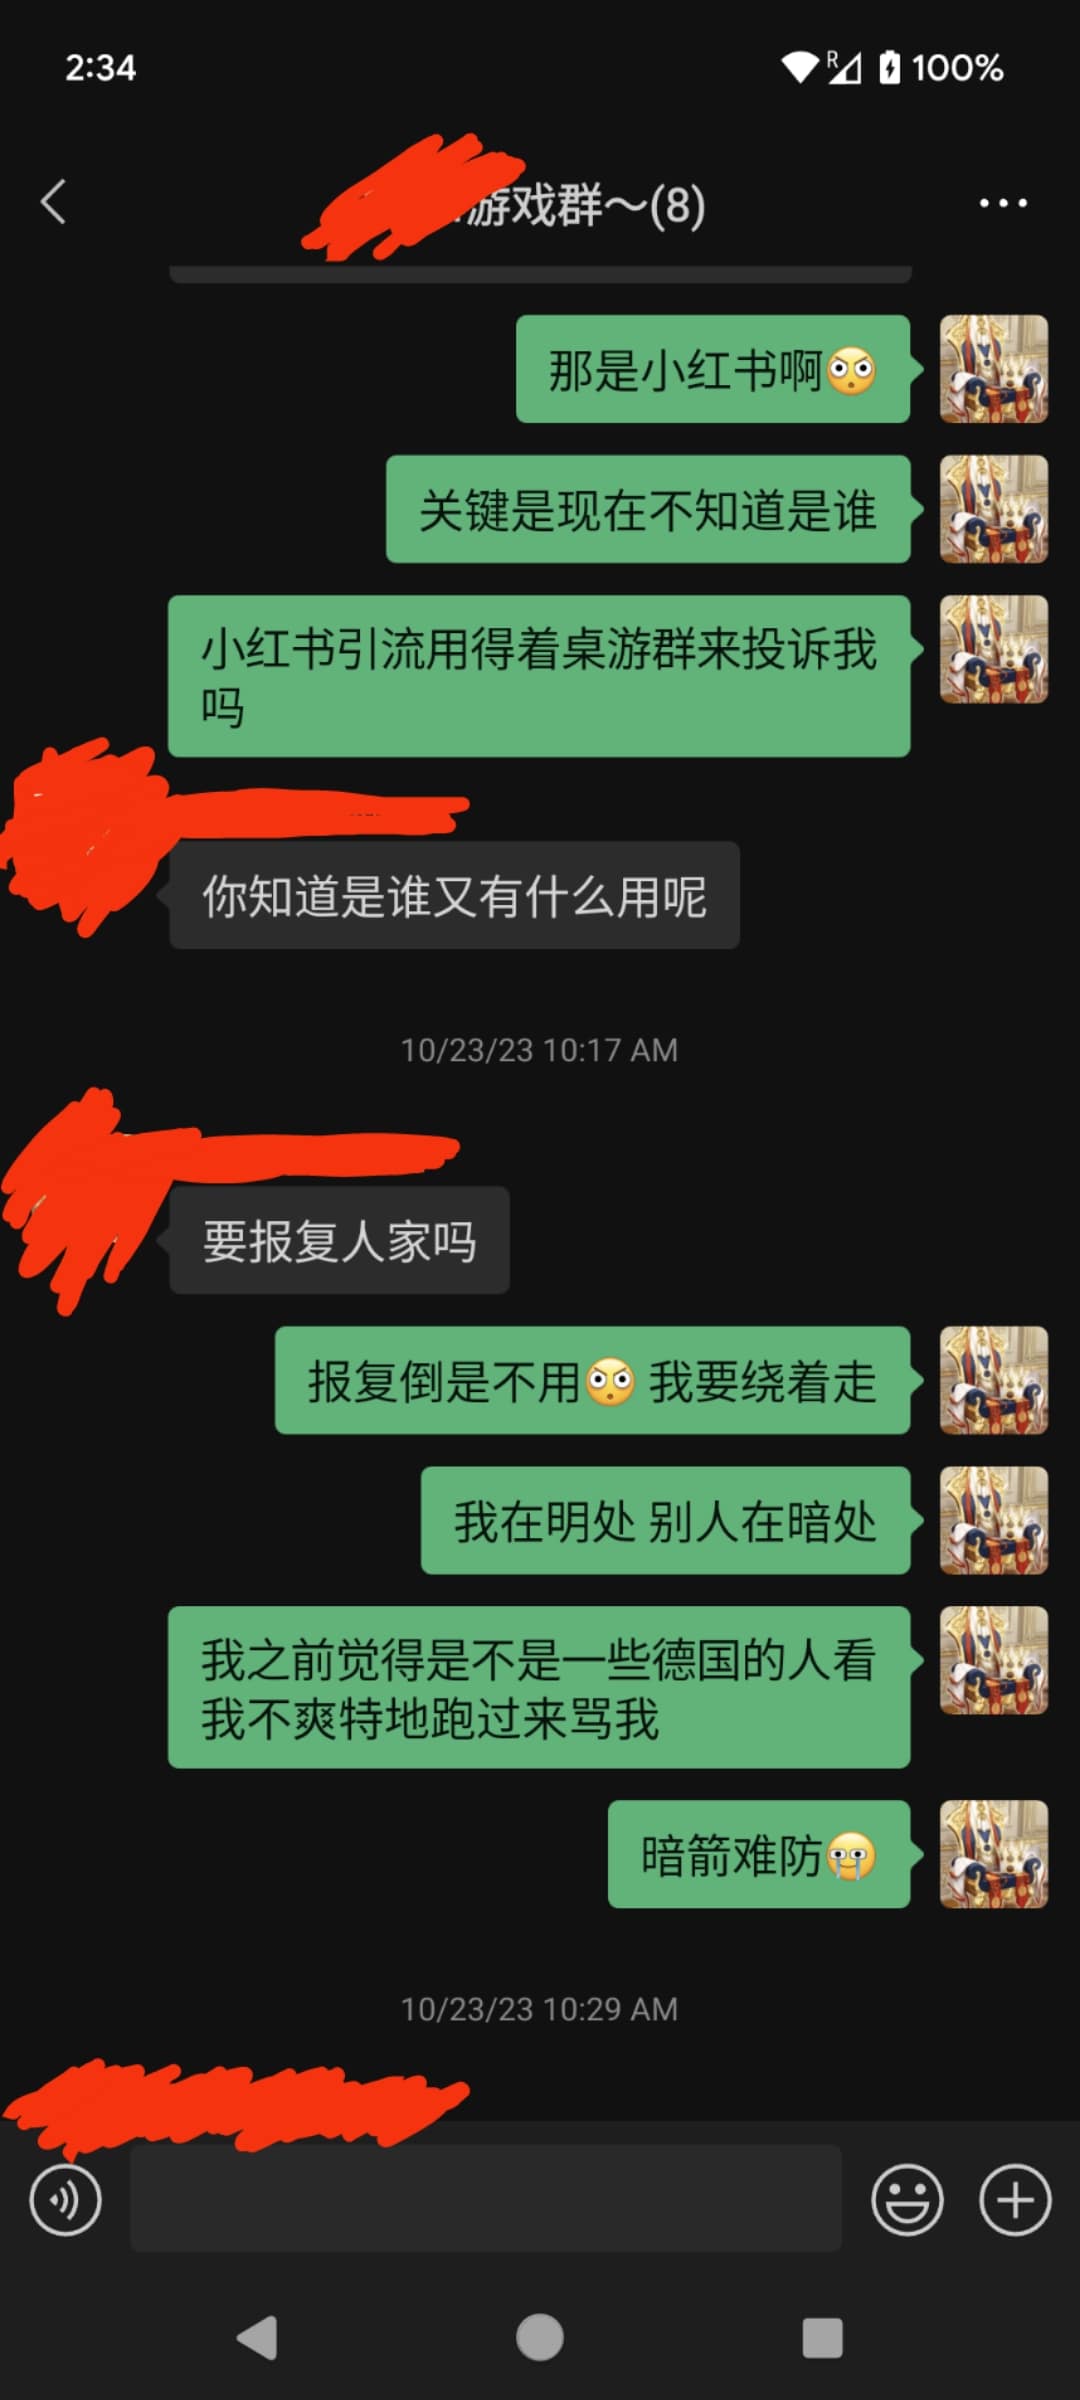 2:34
R
100%
游戏群～(8)
那是小红书啊
关键是现在不知道是谁
小红书引流用得着桌游群来投诉我
吗
你知道是谁又有什么用呢
10/23/23 10:17 AM
要报复人家吗
报复倒是不用 我要绕着走
我在明处 别人在暗处
我之前觉得是不是一些德国的人看
我不爽特地跑过来骂我
暗箭难防
10/23/23 10:29 AM